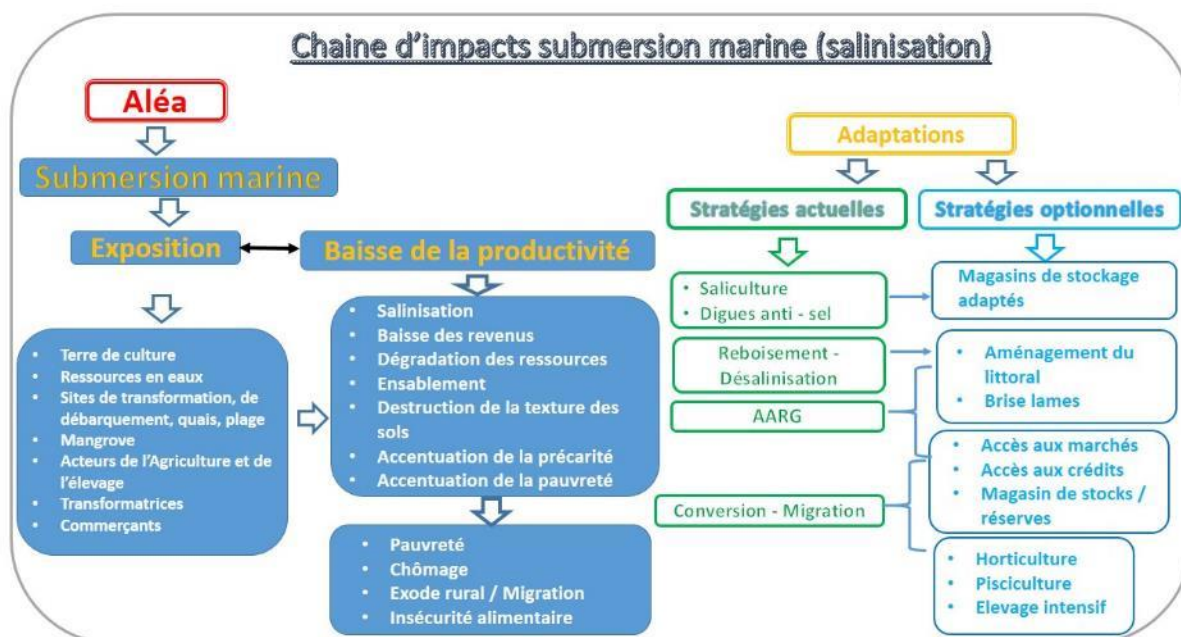 Chaine d'impacts submersion marine (salinisation)
Aléa
Submersion marine
Exposition
Baisse de la productivité
• Terre de culture
• Ressources en eaux
• Sites de transformation, de
débarquement, quais, plage
• Mangrove
• Acteurs de l'Agriculture et de
l'élevage
• Transformatrices
• Commerçants
• Salinisation
• Baisse des revenus
• Dégradation des ressources
• Ensablement
• Destruction de la texture des
sols
• Accentuation de la précarité
• Accentuation de la pauvreté
• Pauvreté
• Chômage
• Exode rural / Migration
• Insécurité alimentaire
Adaptations
Stratégies actuelles
Stratégies optionnelles
• Saliculture
• Digues anti - sel
Reboisement -
Désalinisation
AARG
Conversion - Migration
Magasins de stockage
adaptés
• Aménagement du
littoral
• Brise lames
• Accès aux marchés
• Accès aux crédits
• Magasin de stocks /
réserves
• Horticulture
• Pisciculture
• Elevage intensif